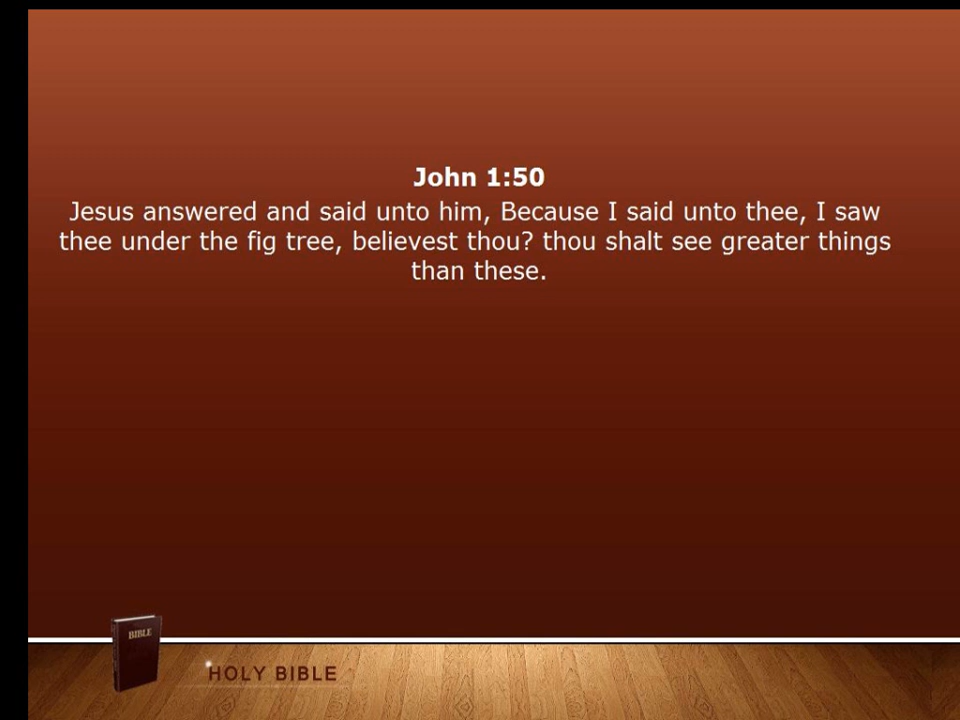 John 1:50
Jesus answered and said unto him, Because I said unto thee, I saw
thee under the fig tree, believest thou? thou shalt see greater things
than these.
BIBLE
HOLY BIBLE